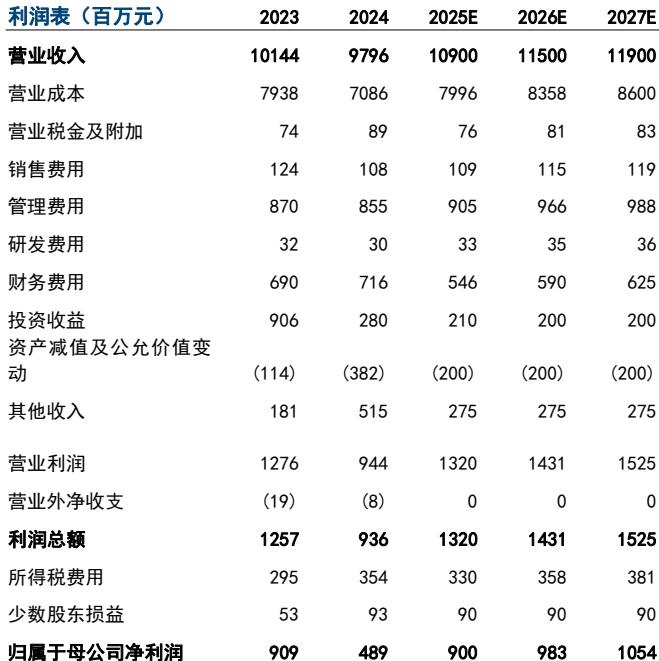 利润表（百万元） 2023 2024 2025E 2026E 2027E
营业收入 10144 9796 10900 11500 11900
营业成本 7938 7086 7996 8358 8600
营业税金及附加 74 89 76 81 83
销售费用 124 108 109 115 119
管理费用 870 855 905 966 988
研发费用 32 30 33 35 36
财务费用 690 716 546 590 625
投资收益 906 280 210 200 200
资产减值及公允价值变
动 (114) (382) (200) (200) (200)
其他收入 181 515 275 275 275
营业利润 1276 944 1320 1431 1525
营业外净收支 (19) (8) 0 0 0
利润总额 1257 936 1320 1431 1525
所得税费用 295 354 330 358 381
少数股东损益 53 93 90 90 90
归属于母公司净利润 909 489 900 983 1054